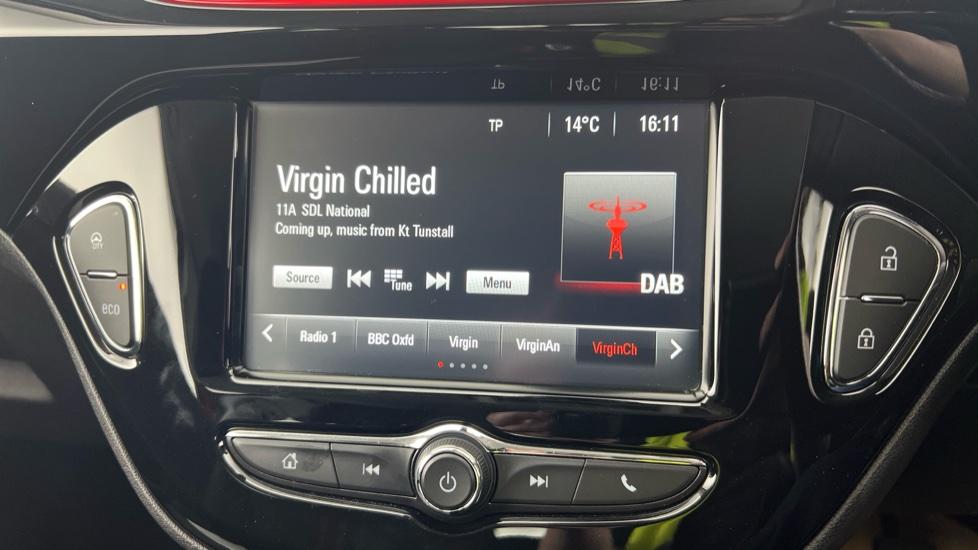 TP 14°C 16:11
Virgin Chilled
11A SDL National
Coming up, music from Kt Tunstall
Source Tune Menu
DAB
Radio 1 BBC Oxfd Virgin VirginAn VirginCh
CITY
eco